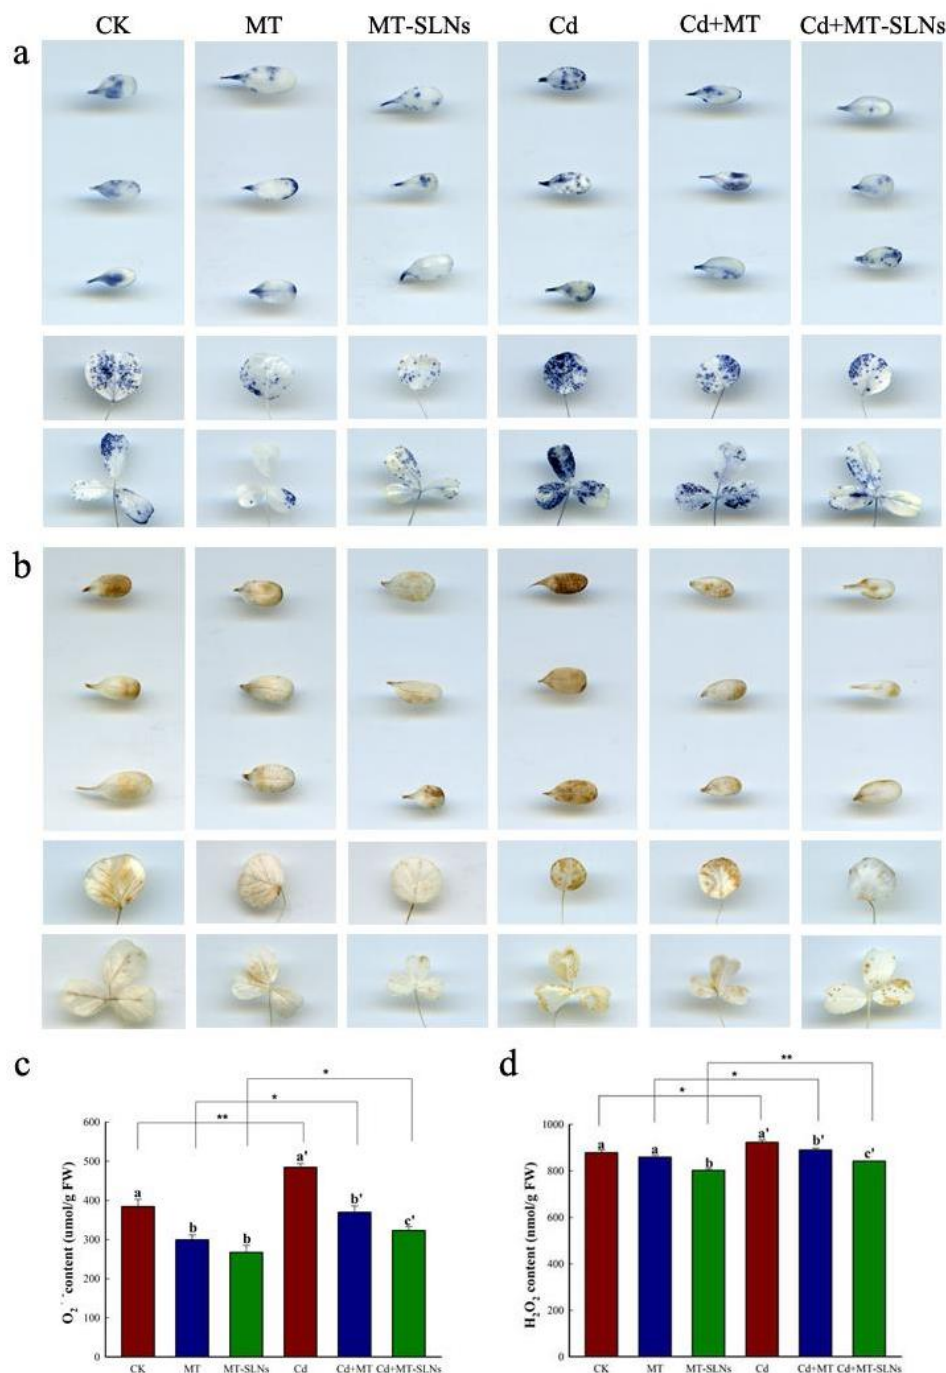 CK MT MT-SLNs Cd Cd+MT Cd+MT-SLNs
a
b
c
d
**
*
*
*
*
**
O2·- content (umol/g FW)
600
500
400
300
200
100
0
a
b
b
a'
b'
c'
CK MT MT-SLNs Cd Cd+MT Cd+MT-SLNs
H2O2 content (nmol/g FW)
1000
800
600
400
200
0
a
a
b
a'
b'
c'
CK MT MT-SLNs Cd Cd+MT Cd+MT-SLNs